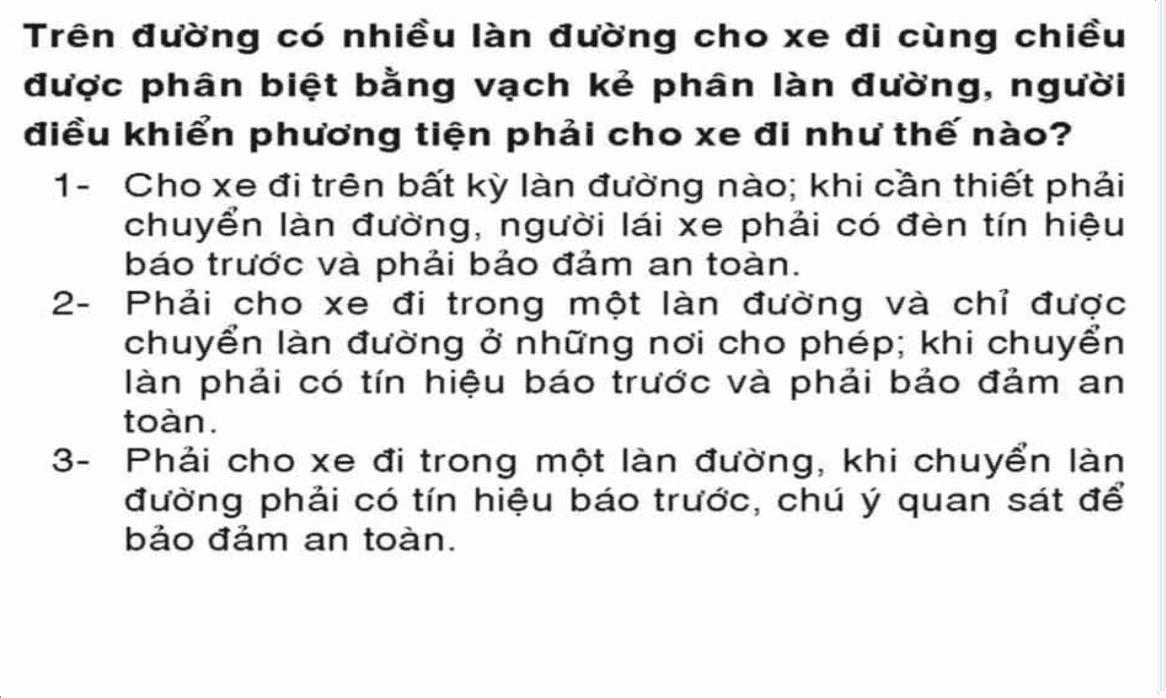 Trên đường có nhiều làn đường cho xe đi cùng chiều
được phân biệt bằng vạch kẻ phân làn đường, người
điều khiển phương tiện phải cho xe đi như thế nào?
1- Cho xe đi trên bất kỳ làn đường nào; khi cần thiết phải
chuyển làn đường, người lái xe phải có đèn tín hiệu
báo trước và phải bảo đảm an toàn.
2- Phải cho xe đi trong một làn đường và chỉ được
chuyển làn đường ở những nơi cho phép; khi chuyển
làn phải có tín hiệu báo trước và phải bảo đảm an
toàn.
3- Phải cho xe đi trong một làn đường, khi chuyển làn
đường phải có tín hiệu báo trước, chú ý quan sát để
bảo đảm an toàn.